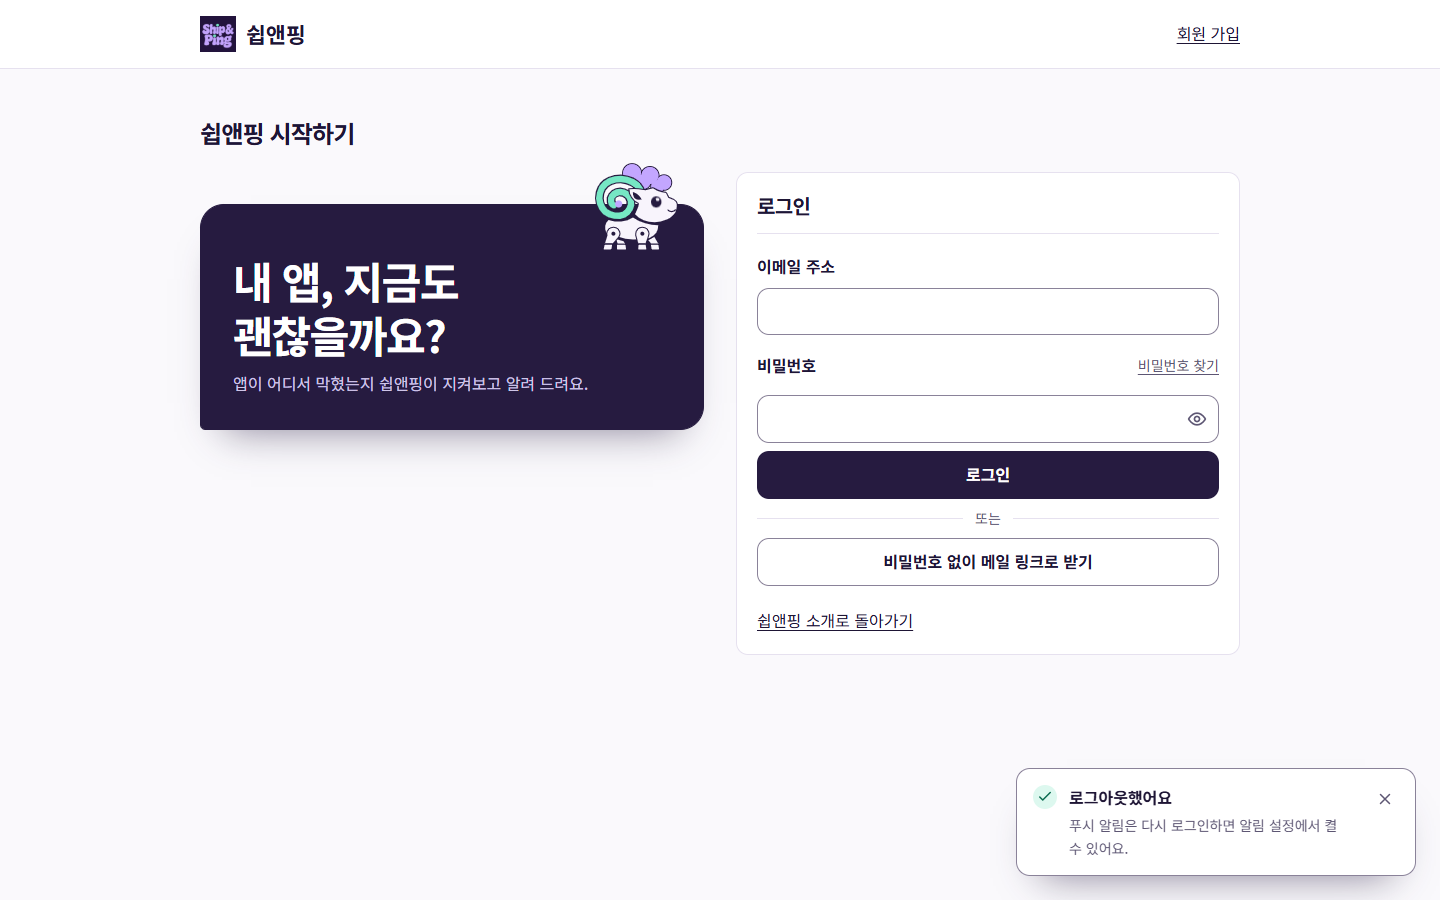 Ship&
Ping
쉽앤핑
회원 가입
쉽앤핑 시작하기
내 앱, 지금도
괜찮을까요?
앱이 어디서 막혔는지 쉽앤핑이 지켜보고 알려 드려요.
로그인
이메일 주소
비밀번호
비밀번호 찾기
로그인
또는
비밀번호 없이 메일 링크로 받기
쉽앤핑 소개로 돌아가기
로그아웃했어요
푸시 알림은 다시 로그인하면 알림 설정에서 켤
수 있어요.